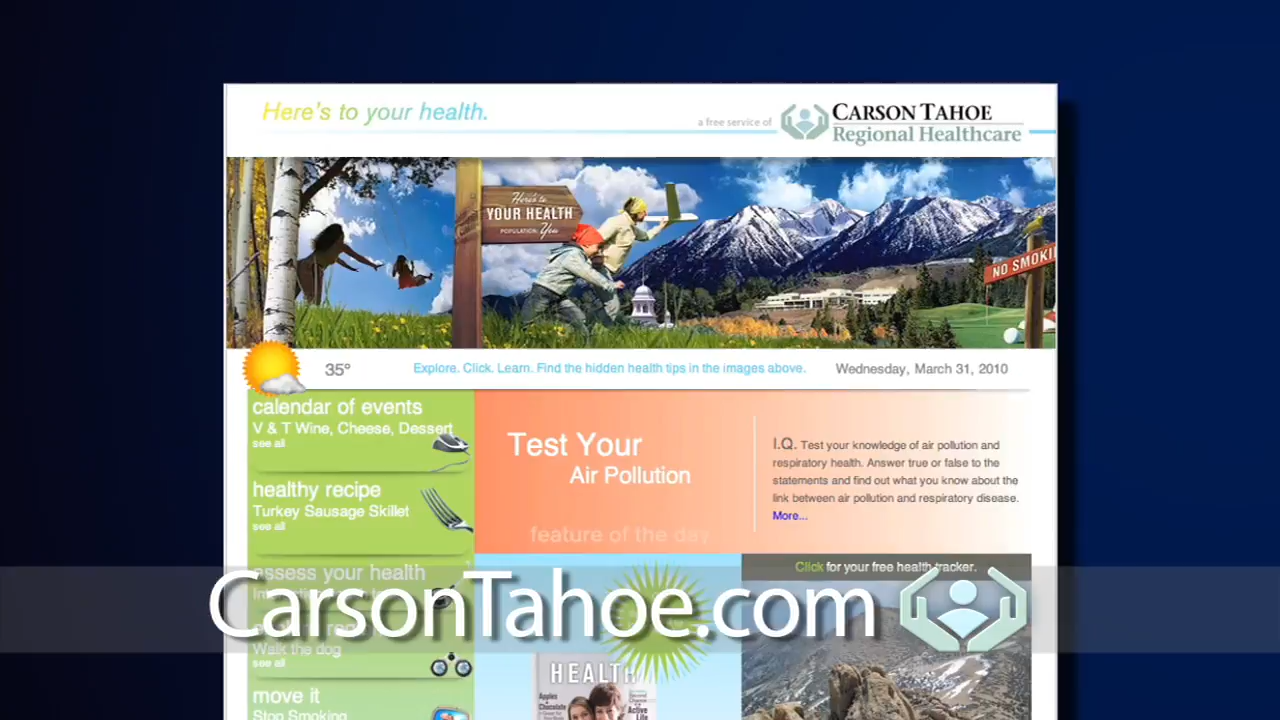 Here's to your health.
a free service of
CARSON TAHOE
Regional Healthcare
Here's to
YOUR HEALTH
POPULATION: You
NO SMOKI
35°
Explore. Click. Learn. Find the hidden health tips in the images above.
Wednesday, March 31, 2010
calendar of events
V & T Wine, Cheese, Dessert
see all
healthy recipe
Turkey Sausage Skillet
see all
assess your health
Walk the dog
see all
move it
Stop Smoking
Test Your
Air Pollution
feature of the day
I.Q. Test your knowledge of air pollution and
respiratory health. Answer true or false to the
statements and find out what you know about the
link between air pollution and respiratory disease.
More...
Click for your free health tracker.
CarsonTahoe.com
HEALTH
Apples
Chocolate
Active
Life